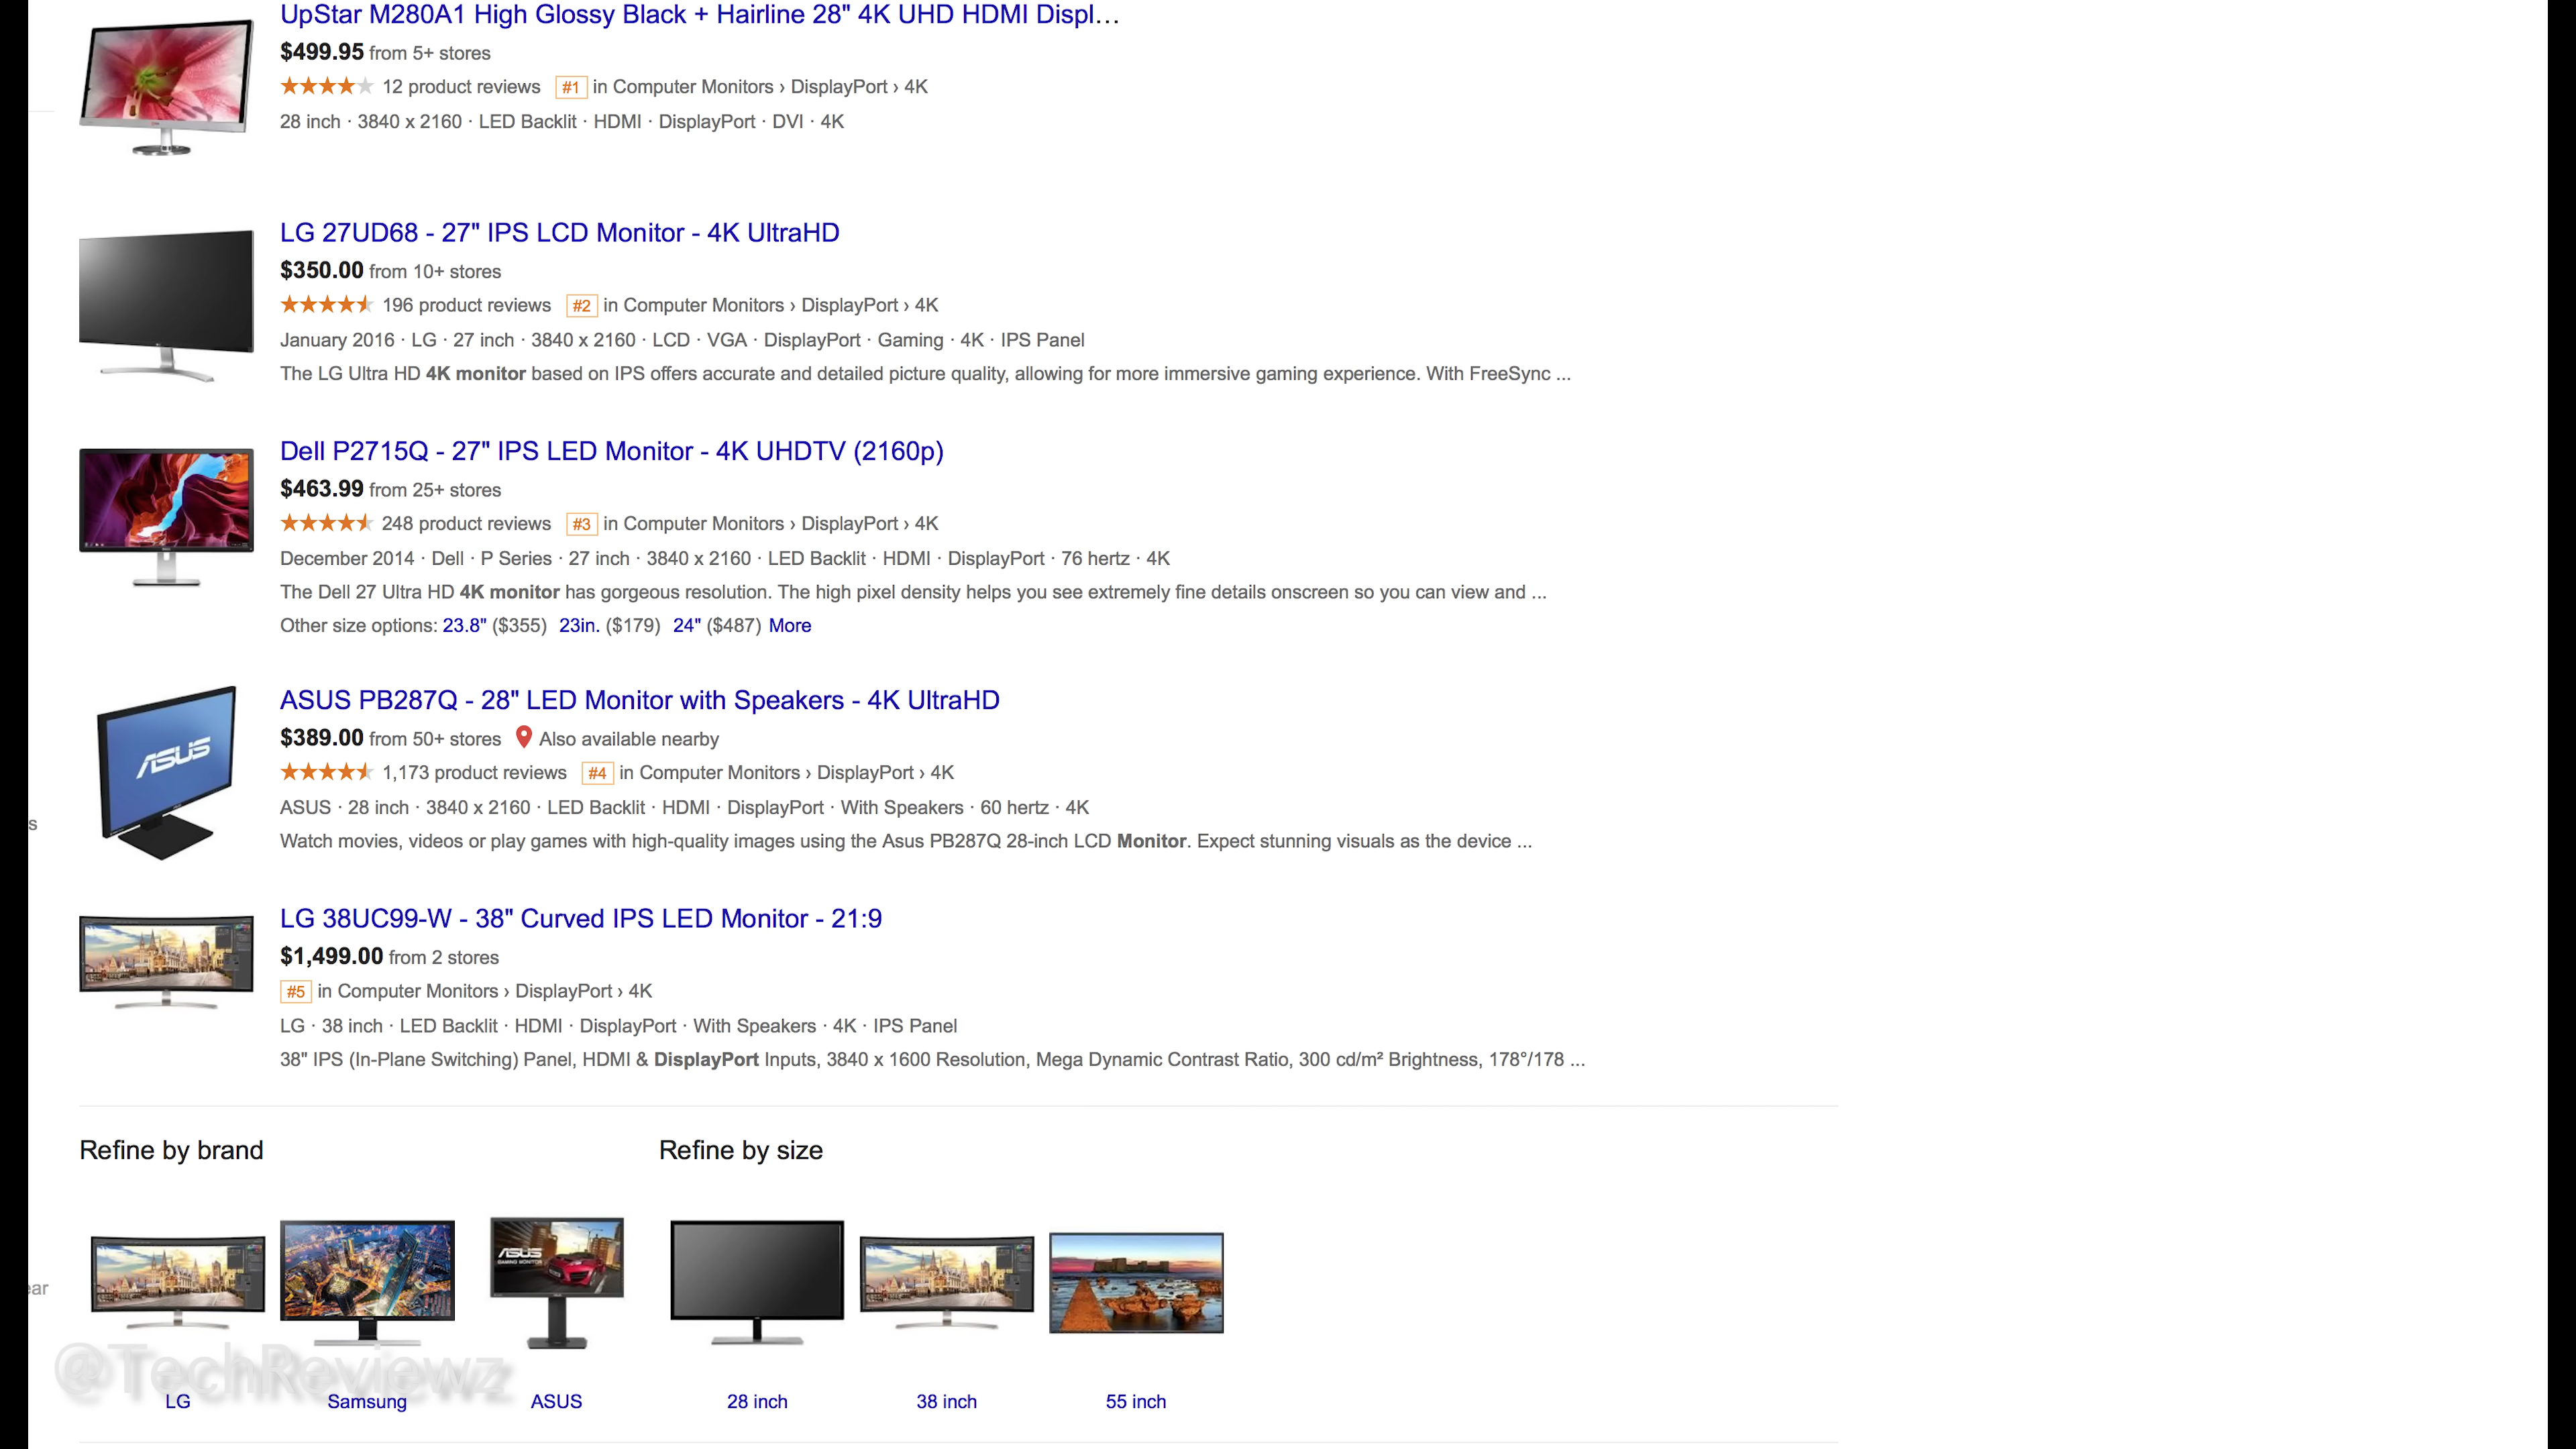 UpStar M280A1 High Glossy Black + Hairline 28" 4K UHD HDMI Displ...
$499.95 from 5+ stores
12 product reviews #1 in Computer Monitors › DisplayPort › 4K
28 inch · 3840 x 2160 · LED Backlit · HDMI · DisplayPort · DVI · 4K
LG 27UD68 - 27" IPS LCD Monitor - 4K UltraHD
$350.00 from 10+ stores
196 product reviews #2 in Computer Monitors › DisplayPort › 4K
January 2016 · LG · 27 inch · 3840 x 2160 · LCD · VGA · DisplayPort · Gaming · 4K · IPS Panel
The LG Ultra HD 4K monitor based on IPS offers accurate and detailed picture quality, allowing for more immersive gaming experience. With FreeSync ...
Dell P2715Q - 27" IPS LED Monitor - 4K UHDTV (2160p)
$463.99 from 25+ stores
248 product reviews #3 in Computer Monitors › DisplayPort › 4K
December 2014 · Dell · P Series · 27 inch · 3840 x 2160 · LED Backlit · HDMI · DisplayPort · 76 hertz · 4K
The Dell 27 Ultra HD 4K monitor has gorgeous resolution. The high pixel density helps you see extremely fine details onscreen so you can view and ...
Other size options: 23.8" ($355) 23in. ($179) 24" ($487) More
ASUS PB287Q - 28" LED Monitor with Speakers - 4K UltraHD
$389.00 from 50+ stores Also available nearby
1,173 product reviews #4 in Computer Monitors › DisplayPort › 4K
ASUS · 28 inch · 3840 x 2160 · LED Backlit · HDMI · DisplayPort · With Speakers · 60 hertz · 4K
Watch movies, videos or play games with high-quality images using the Asus PB287Q 28-inch LCD Monitor. Expect stunning visuals as the device ...
ASUS
s
LG 38UC99-W - 38" Curved IPS LED Monitor - 21:9
$1,499.00 from 2 stores
#5 in Computer Monitors › DisplayPort › 4K
LG · 38 inch · LED Backlit · HDMI · DisplayPort · With Speakers · 4K · IPS Panel
38" IPS (In-Plane Switching) Panel, HDMI & DisplayPort Inputs, 3840 x 1600 Resolution, Mega Dynamic Contrast Ratio, 300 cd/m² Brightness, 178°/178 ...
Refine by brand
Refine by size
ASUS
GAMING MONITOR
ear
@TechReviewz
LG
Samsung
ASUS
28 inch
38 inch
55 inch